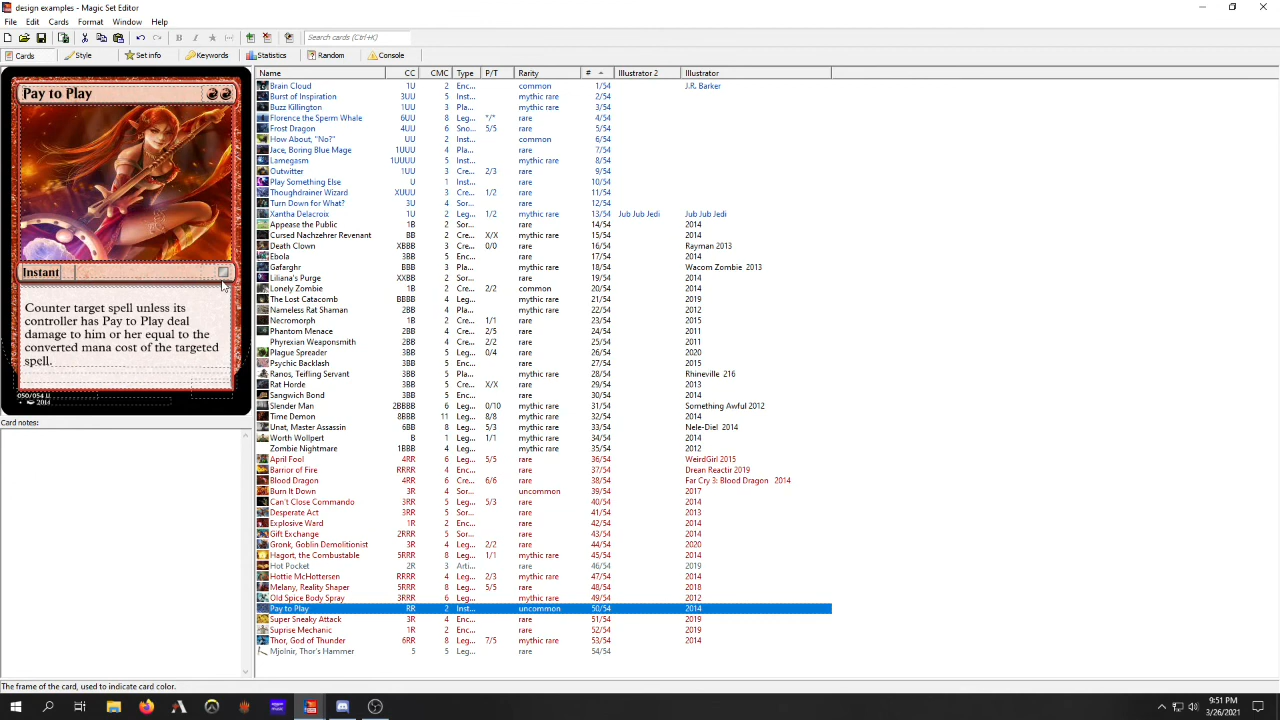 design examples - Magic Set Editor
File Edit Cards Format Window Help
Search cards (Ctrl+K)
Cards Style Set info Keywords Statistics Random Console
Pay to Play
Instant
Counter target spell unless its
controller has Pay to Play deal
damage to him or her equal to the
converted mana cost of the targeted
spell.
050/054 U
2014
Card notes:
Name CC CMC Type P/T Rarity # Illustrator 2 Illustrator
Brain Cloud 1U 2 Enc... common 1/54 J.R. Barker
Burst of Inspiration 3UU 5 Inst... mythic rare 2/54
Buzz Killington 1UU 3 Pla... mythic rare 3/54
Florence the Sperm Whale 6UU 8 Leg... */* rare 4/54
Frost Dragon 4UU 6 Sno... 5/5 rare 5/54
How About, "No?" UU 2 Inst... common 6/54
Jace, Boring Blue Mage 1UUU 4 Pla... rare 7/54
Lamegasm 1UUUU 5 Inst... mythic rare 8/54
Outwitter 1UU 3 Cre... 2/3 rare 9/54
Play Something Else U 1 Inst... rare 10/54
Thoughdrainer Wizard XUUU 3 Cre... 1/2 rare 11/54
Turn Down for What? 3U 4 Sor... rare 12/54
Xantha Delacroix 1U 2 Leg... 1/2 mythic rare 13/54 Jub Jub Jedi Jub Jub Jedi
Appease the Public 1B 2 Sor... rare 14/54 2014
Cursed Nachzehrer Revenant BB 2 Cre... X/X mythic rare 15/54 2014
Death Clown XBBB 3 Cre... 0/0 rare 16/54 Rayman 2013
Ebola 3BB 5 Enc... rare 17/54 2014
Gafarghr BBB 3 Pla... mythic rare 18/54 Wacom Zombie 2013
Liliana's Purge XXBB 2 Sor... rare 19/54 2014
Lonely Zombie 1B 2 Cre... 2/2 common 20/54 2014
The Lost Catacomb BBBB 4 Leg... mythic rare 21/54 2019
Nameless Rat Shaman 2BB 4 Pla... mythic rare 22/54 2012
Necromorph 1B 2 Cre... 1/1 rare 23/54 2015
Phantom Menace 2BB 4 Cre... 2/5 rare 24/54 2011
Phyrexian Weaponsmith 2BB 4 Cre... 2/2 rare 25/54 2011
Plague Spreader 3BB 5 Leg... 0/4 rare 26/54 2020
Psychic Backlash 3BB 5 Enc... rare 27/54 2015
Ranos, Teifling Servant 3BB 5 Pla... mythic rare 28/54 Rhineville 216
Rat Horde 3BB 5 Cre... X/X rare 29/54 2013
Sangwich Bond 3BB 5 Enc... rare 30/54 2014
Slender Man 2BBBB 6 Leg... 0/10 mythic rare 31/54 Something Awful 2012
Time Demon 8BBB 11 Cre... 8/8 mythic rare 32/54 2014
Unat, Master Assassin 6BB 8 Leg... 5/3 mythic rare 33/54 Nele-Diel 2014
Worth Wollpert B 1 Leg... 1/1 mythic rare 34/54 2014
Zombie Nightmare 1BBB 4 Leg... mythic rare 35/54 2012
April Fool 4RR 6 Leg... 5/5 rare 36/54 WeirdGirl 2015
Barrior of Fire RRRR 4 Enc... rare 37/54 Drean Reactir 2019
Blood Dragon 4RR 6 Cre... 6/6 rare 38/54 Far Cry 3: Blood Dragon 2014
Burn It Down 3R 4 Sor... uncommon 39/54 2017
Can't Close Commando 3RR 5 Leg... 5/3 rare 40/54 2014
Desperate Act 3RR 5 Sor... rare 41/54 2013
Explosive Ward 1R 2 Enc... rare 42/54 2014
Gift Exchange 2RRR 5 Sor... rare 43/54 2014
Gronk, Goblin Demolitionist 3R 4 Leg... 2/2 rare 44/54 2020
Hagort, the Combustable 5RRR 8 Leg... 1/1 mythic rare 45/54 2014
Hot Pocket 2R 3 Arti... rare 46/54 2019
Hottie McHottersen RRRR 4 Leg... 2/3 mythic rare 47/54 2014
Melany, Reality Shaper 5RRR 8 Leg... 5/5 rare 48/54 2018
Old Spice Body Spray 3RRR 6 Leg... mythic rare 49/54 2012
Pay to Play RR 2 Inst... uncommon 50/54 2014
Super Sneaky Attack 3R 4 Enc... rare 51/54 2019
Suprise Mechanic 1R 2 Enc... rare 52/54 2019
Thor, God of Thunder 6RR 8 Leg... 7/5 mythic rare 53/54 2014
Mjolnir, Thor's Hammer 5 5 Leg... rare 54/54
The frame of the card, used to indicate card color.
9:51 PM
3/26/2021